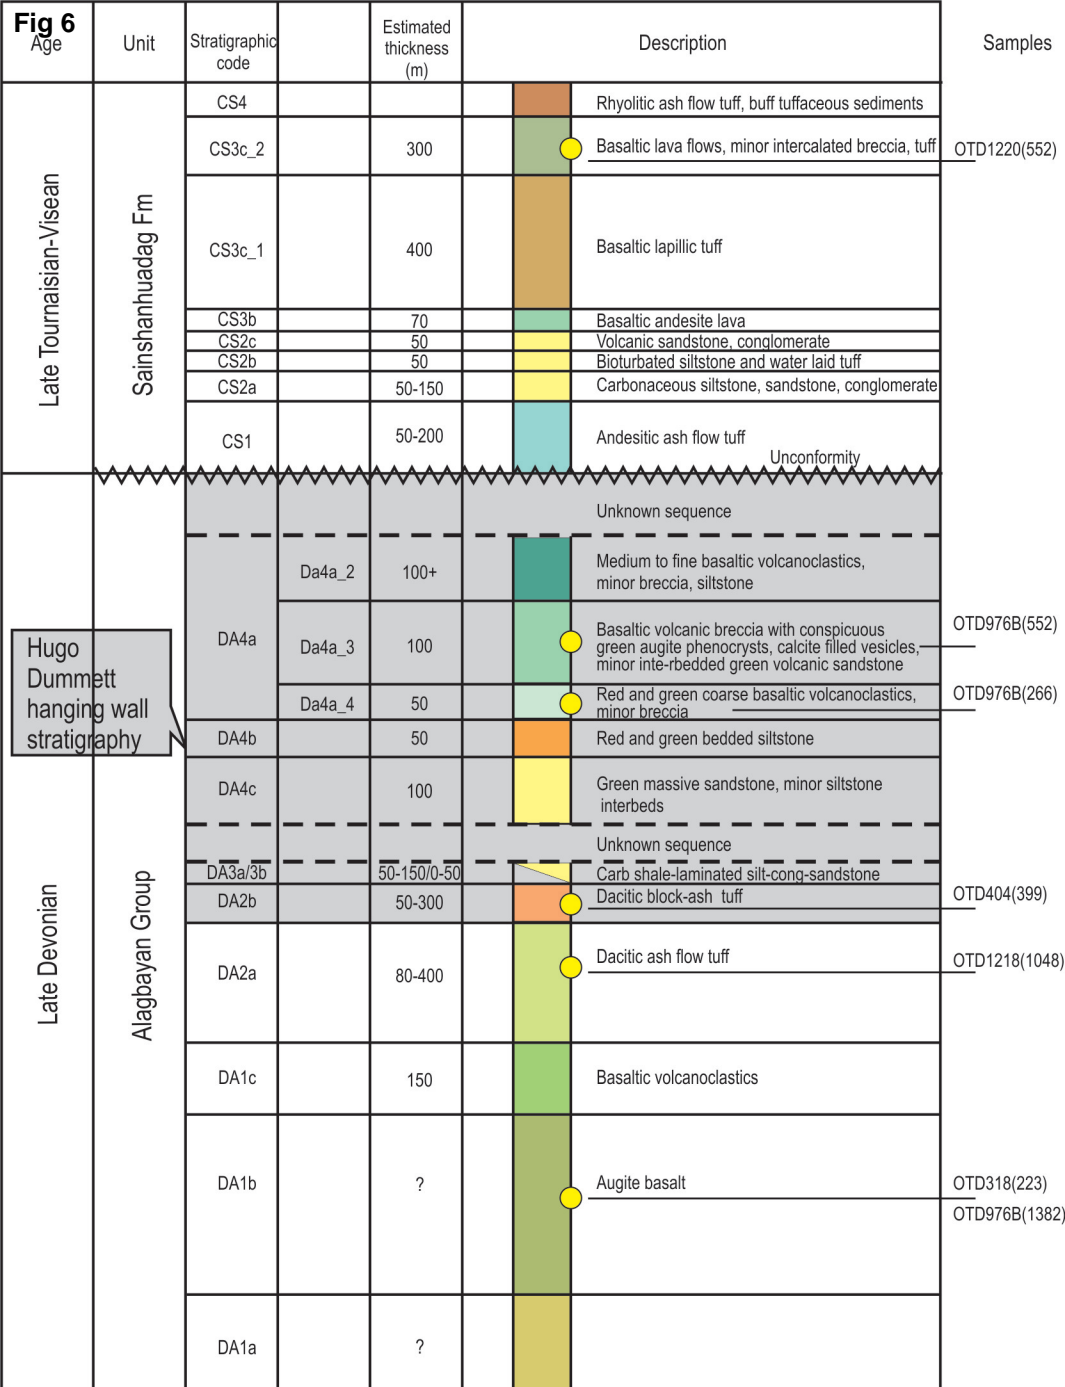 Fig 6
Age
Unit
Stratigraphic
code
Estimated
thickness
(m)
Description
Samples
Late Tournaisian-Visean
Sainshanhuadag Fm
CS4
Rhyolitic ash flow tuff, buff tuffaceous sediments
CS3c_2
300
Basaltic lava flows, minor intercalated breccia, tuff
OTD1220(552)
CS3c_1
400
Basaltic lapillic tuff
CS3b
70
Basaltic andesite lava
CS2c
50
Volcanic sandstone, conglomerate
CS2b
50
Bioturbated siltstone and water laid tuff
CS2a
50-150
Carbonaceous siltstone, sandstone, conglomerate
CS1
50-200
Andesitic ash flow tuff
Unconformity
Late Devonian
Alagbayan Group
Unknown sequence
Hugo
Dummett
hanging wall
stratigraphy
DA4a
Da4a_2
100+
Medium to fine basaltic volcanoclastics,
minor breccia, siltstone
Da4a_3
100
Basaltic volcanic breccia with conspicuous
green augite phenocrysts, calcite filled vesicles,
minor inte-rbedded green volcanic sandstone
OTD976B(552)
Da4a_4
50
Red and green coarse basaltic volcanoclastics,
minor breccia
OTD976B(266)
DA4b
50
Red and green bedded siltstone
DA4c
100
Green massive sandstone, minor siltstone
interbeds
Unknown sequence
DA3a/3b
50-150/0-50
Carb shale-laminated silt-cong-sandstone
DA2b
50-300
Dacitic block-ash tuff
OTD404(399)
DA2a
80-400
Dacitic ash flow tuff
OTD1218(1048)
DA1c
150
Basaltic volcanoclastics
DA1b
?
Augite basalt
OTD318(223)
OTD976B(1382)
DA1a
?